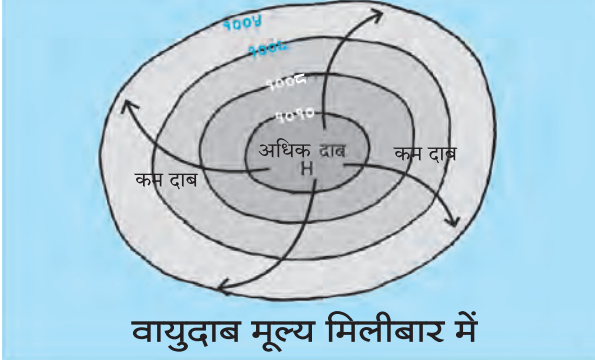 १००४
१००६
१००८
१०१०
अधिक दाब
H
कम दाब
कम दाब
वायुदाब मूल्य मिलीबार में